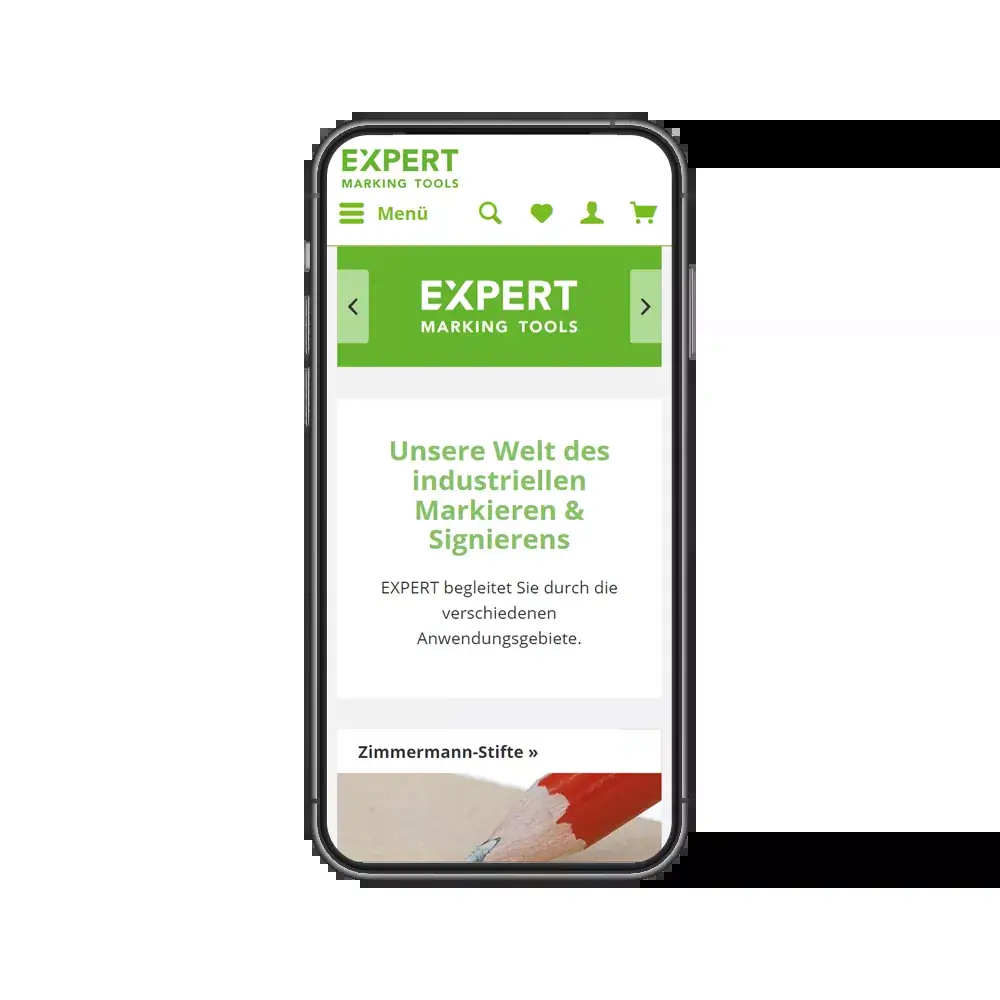 EXPERT
MARKING TOOLS
Menü
EXPERT
MARKING TOOLS
Unsere Welt des
industriellen
Markieren &
Signierens
EXPERT begleitet Sie durch die
verschiedenen
Anwendungsgebiete.
Zimmermann-Stifte »